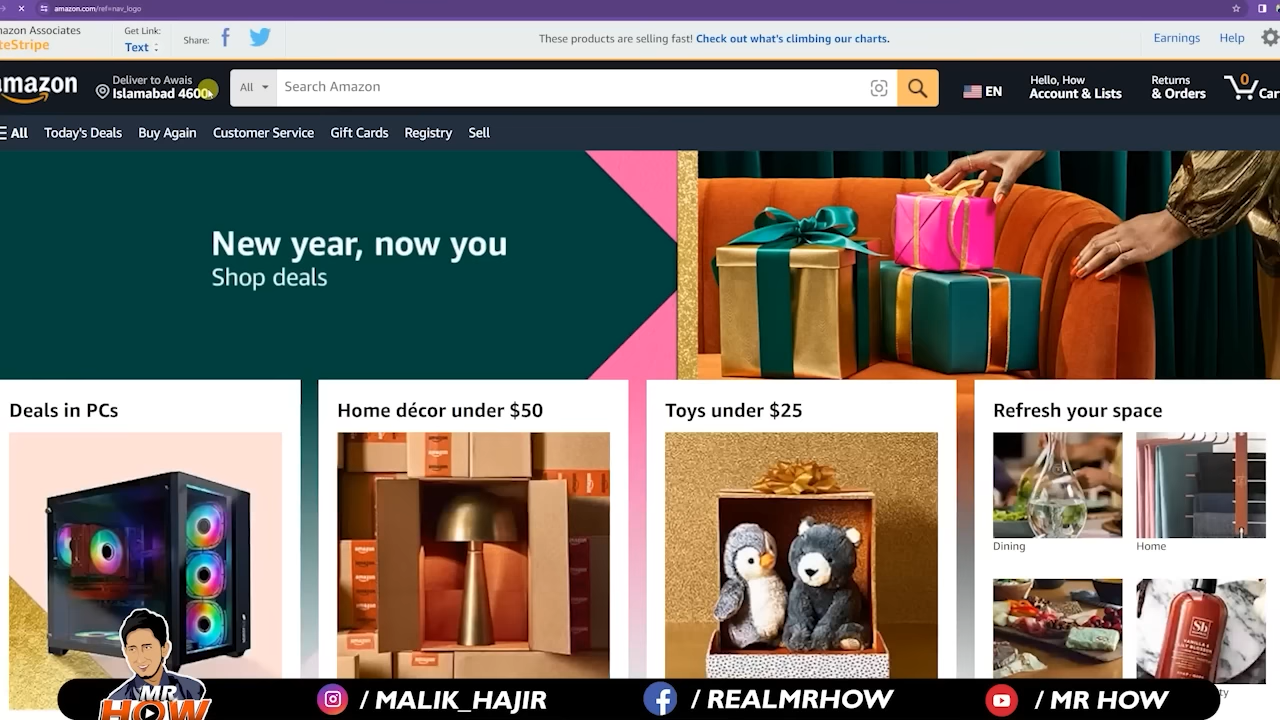 amazon.com/ref=nav_logo
mazon Associates
teStripe
Get Link:
Text
Share:
These products are selling fast! Check out what's climbing our charts.
Earnings
Help
amazon
Deliver to Awais
Islamabad 4600
All
Search Amazon
EN
Hello, How
Account & Lists
Returns
& Orders
0
Car
All
Today's Deals
Buy Again
Customer Service
Gift Cards
Registry
Sell
New year, now you
Shop deals
Deals in PCs
Home décor under $50
Toys under $25
Refresh your space
Dining
Home
MR
HOW
/ MALIK_HAJIR
/ REALMRHOW
/ MR HOW